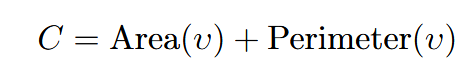 C = Area(υ) + Perimeter(υ)